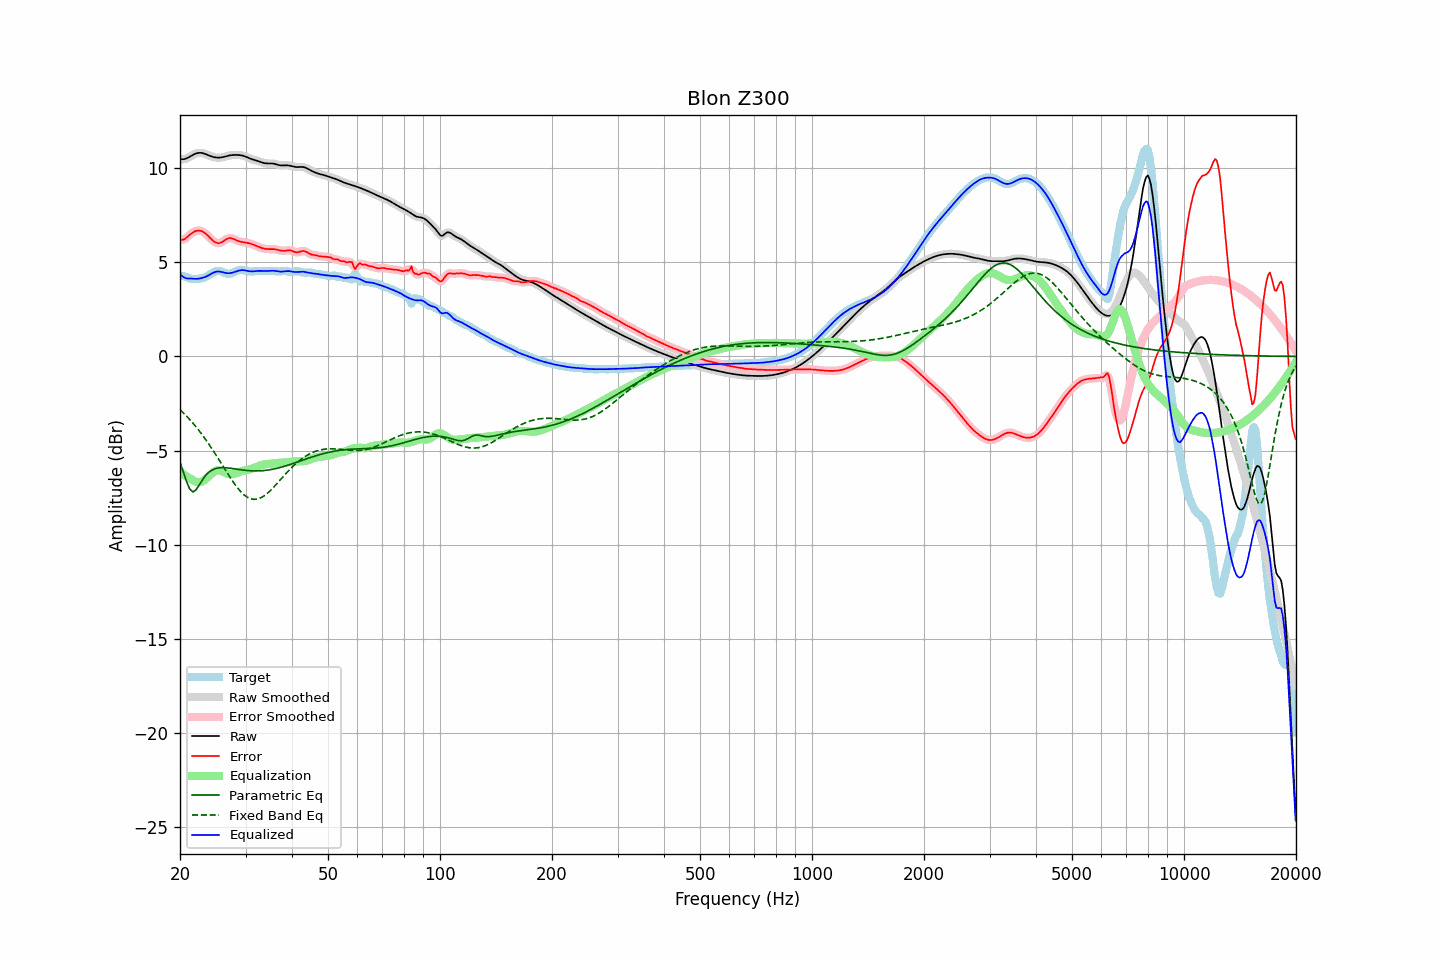 Blon Z300
10
5
0
−5
−10
−15
−20
−25
Amplitude (dBr)
Target
Raw Smoothed
Error Smoothed
Raw
Error
Equalization
Parametric Eq
Fixed Band Eq
Equalized
20 50 100 200 500 1000 2000 5000 10000 20000
Frequency (Hz)